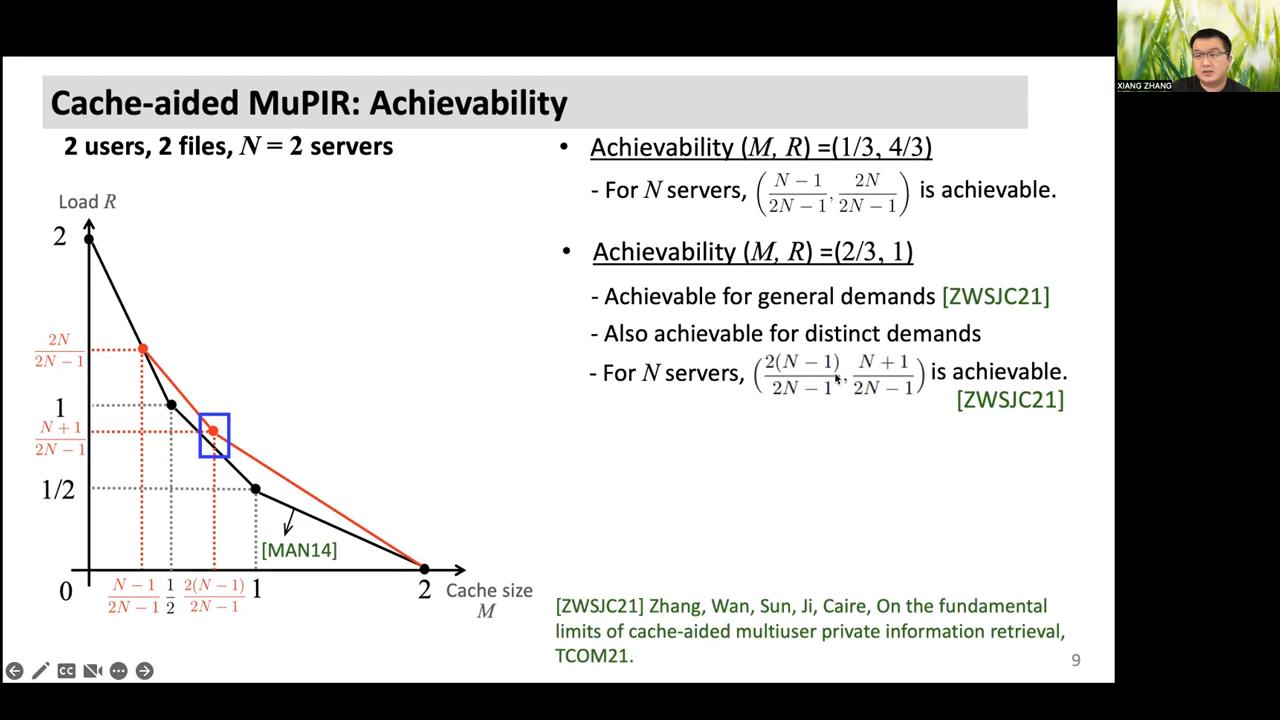 XIANG ZHANG
Cache-aided MuPIR: Achievability
2 users, 2 files, N = 2 servers
Load R
2
2N / 2N − 1
1
N + 1 / 2N − 1
1/2
0
N − 1 / 2N − 1
1 / 2
2(N − 1) / 2N − 1
1
2
Cache size
M
[MAN14]
• Achievability (M, R) =(1/3, 4/3)
- For N servers, (N − 1 / 2N − 1, 2N / 2N − 1) is achievable.
• Achievability (M, R) =(2/3, 1)
- Achievable for general demands [ZWSJC21]
- Also achievable for distinct demands
- For N servers, (2(N − 1) / 2N − 1, N + 1 / 2N − 1) is achievable.
[ZWSJC21]
[ZWSJC21] Zhang, Wan, Sun, Ji, Caire, On the fundamental
limits of cache-aided multiuser private information retrieval,
TCOM21.
9
CC